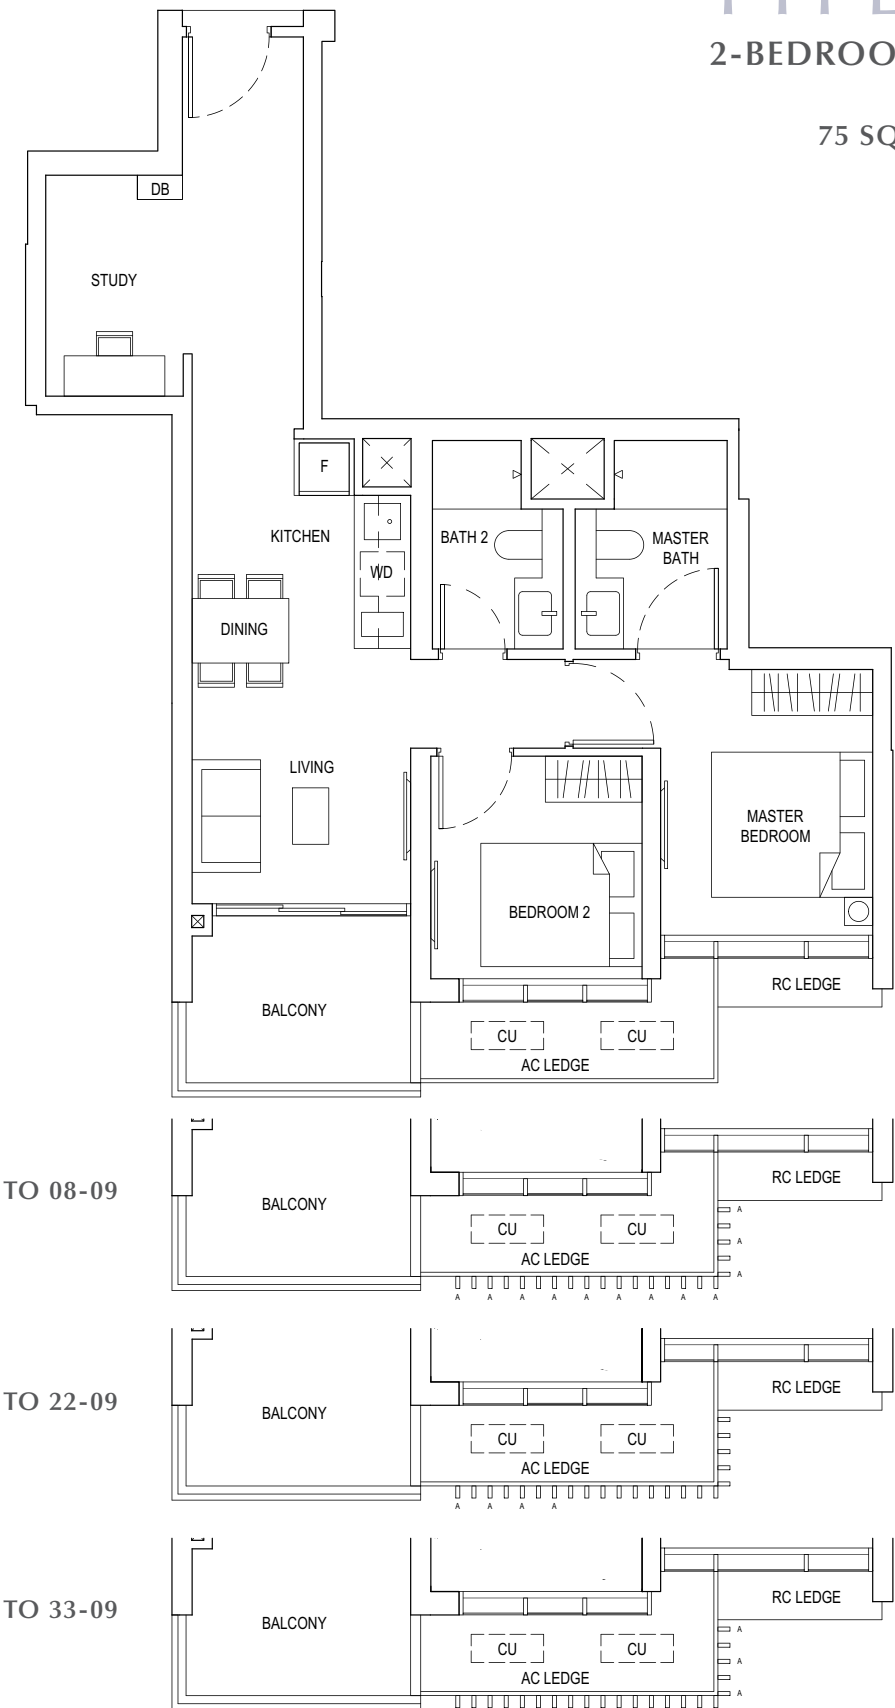 2-BEDROO
75 SQ
DB
STUDY
F
KITCHEN
BATH 2
MASTER
BATH
WD
DINING
LIVING
MASTER
BEDROOM
BEDROOM 2
RC LEDGE
BALCONY
CU
CU
AC LEDGE
TO 08-09
BALCONY
RC LEDGE
CU
CU
AC LEDGE
A
A
A
A A A A A A A A A
TO 22-09
BALCONY
RC LEDGE
CU
CU
AC LEDGE
A A A A
TO 33-09
BALCONY
RC LEDGE
CU
CU
AC LEDGE
A
A
A